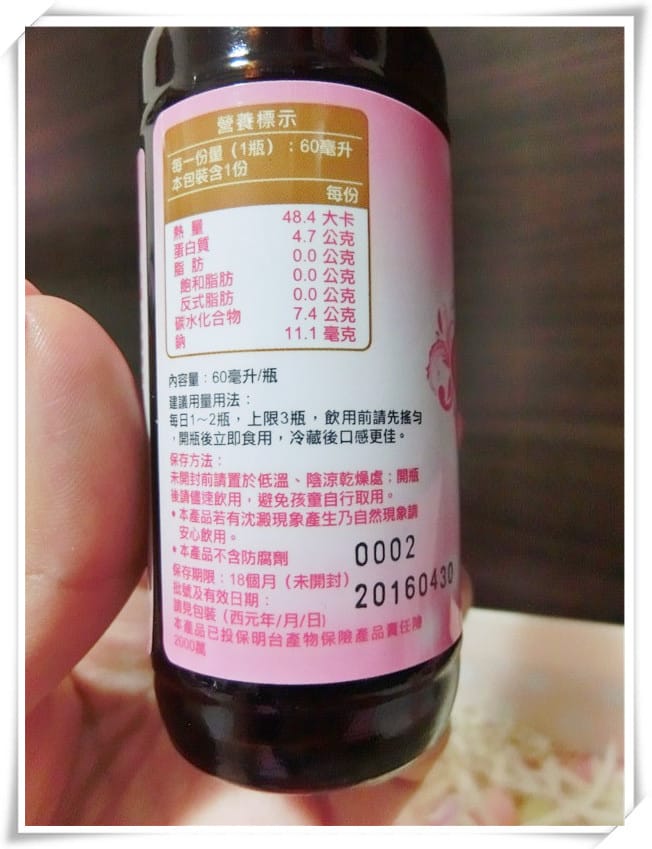 營養標示
每一份量（1瓶）：60毫升
本包裝含1份
每份
熱 量 48.4 大卡
蛋白質 4.7 公克
脂 肪 0.0 公克
飽和脂肪 0.0 公克
反式脂肪 0.0 公克
碳水化合物 7.4 公克
鈉 11.1 毫克
內容量：60毫升/瓶
建議用量用法：
每日1～2瓶，上限3瓶，飲用前請先搖勻
，開瓶後立即食用，冷藏後口感更佳。
保存方法：
未開封前請置於低溫、陰涼乾燥處；開瓶
後請儘速飲用，避免孩童自行取用。
*本產品若有沈澱現象產生乃自然現象請
安心飲用。
*本產品不含防腐劑
0002
保存期限：18個月（未開封）
批號及有效日期：
20160430
請見包裝（西元年/月/日）
本產品已投保明台產物保險產品責任險
2000萬